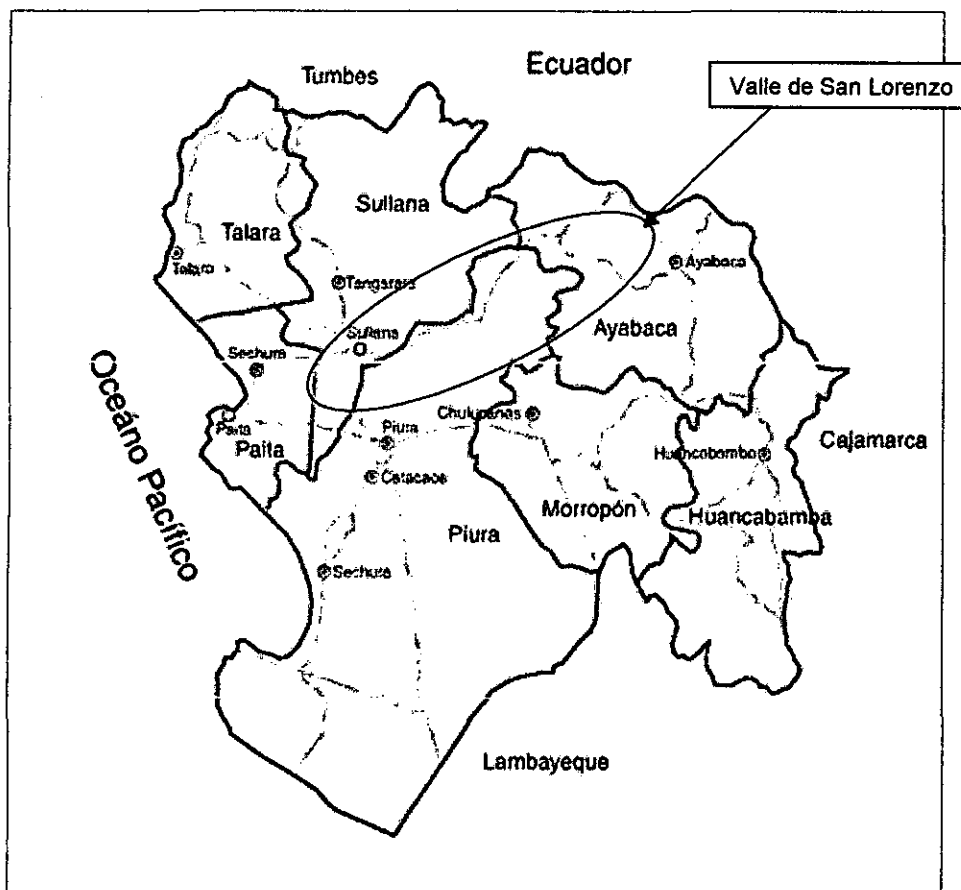 Ecuador
Tumbes
Valle de San Lorenzo
Sullana
Talara
Talara
Tangarara
Ayabaca
Sullana
Ayabaca
Sechura
Océano Pacífico
Paita
Paita
Chulucanas
Piura
Cajamarca
Huancabamba
Catacaos
Morropón
Huancabamba
Piura
Sechura
Lambayeque